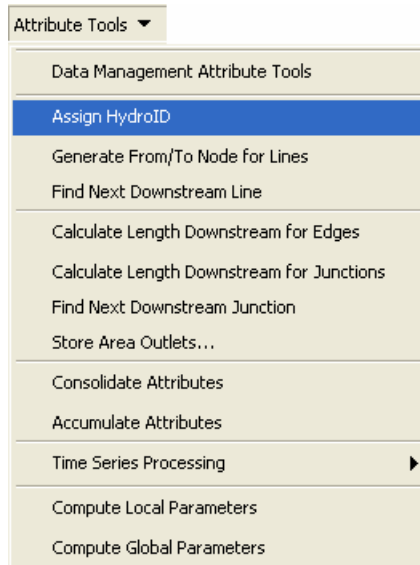 Attribute Tools
Data Management Attribute Tools
Assign HydroID
Generate From/To Node for Lines
Find Next Downstream Line
Calculate Length Downstream for Edges
Calculate Length Downstream for Junctions
Find Next Downstream Junction
Store Area Outlets...
Consolidate Attributes
Accumulate Attributes
Time Series Processing
Compute Local Parameters
Compute Global Parameters